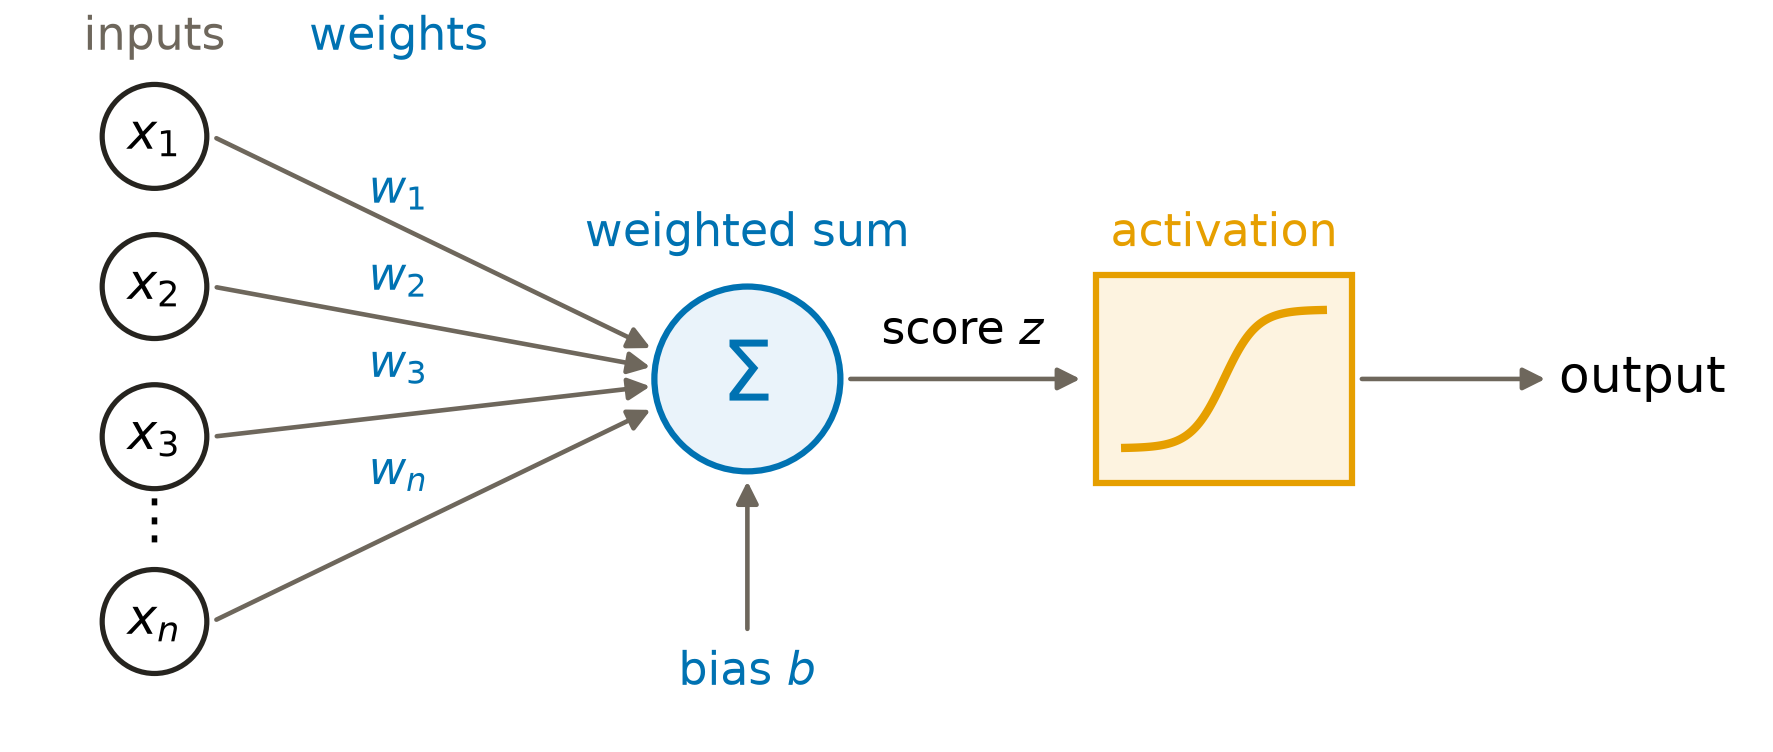 inputs
weights
x₁
w₁
x₂
w₂
x₃
w₃
⋮
xₙ
wₙ
weighted sum
Σ
bias b
score z
activation
output